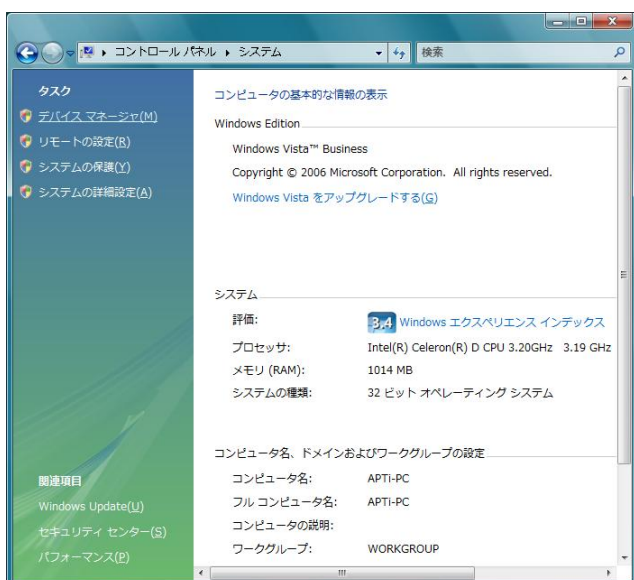 コントロール パネル ▸ システム
検索
タスク
デバイス マネージャ(M)
リモートの設定(R)
システムの保護(Y)
システムの詳細設定(A)
関連項目
Windows Update(U)
セキュリティ センター(S)
パフォーマンス(P)
コンピュータの基本的な情報の表示
Windows Edition
Windows Vista™ Business
Copyright © 2006 Microsoft Corporation. All rights reserved.
Windows Vista をアップグレードする(G)
システム
評価: 3.4 Windows エクスペリエンス インデックス
プロセッサ: Intel(R) Celeron(R) D CPU 3.20GHz 3.19 GHz
メモリ (RAM): 1014 MB
システムの種類: 32 ビット オペレーティング システム
コンピュータ名、ドメインおよびワークグループの設定
コンピュータ名: APTi-PC
フル コンピュータ名: APTi-PC
コンピュータの説明:
ワークグループ: WORKGROUP